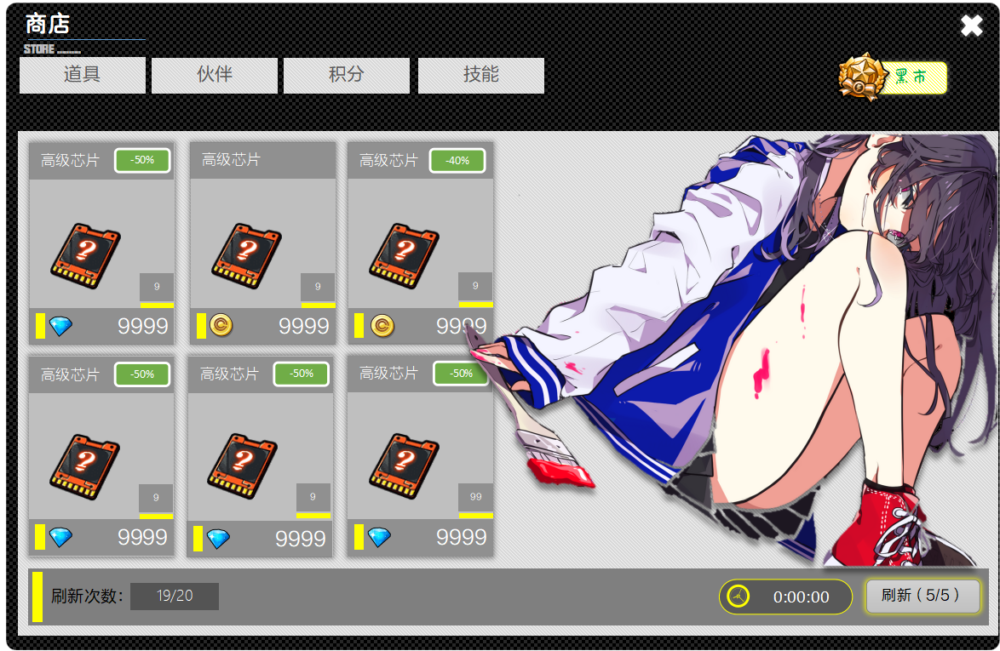 商店
STORE
道具 伙伴 积分 技能
黑市
高级芯片 -50% 高级芯片 高级芯片 -40%
9 9 9
9999 9999 9999
高级芯片 -50% 高级芯片 -50% 高级芯片 -50%
9 9 99
9999 9999 9999
刷新次数： 19/20 0:00:00 刷新（5/5）